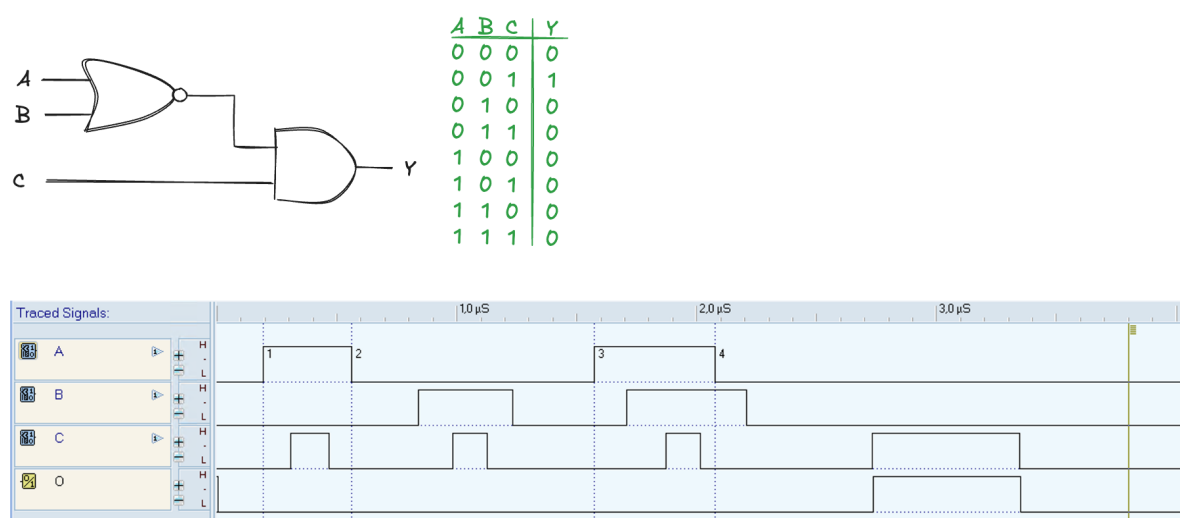 A B C Y
0 0 0 0
0 0 1 1
0 1 0 0
0 1 1 0
1 0 0 0
1 0 1 0
1 1 0 0
1 1 1 0
A
B
C
Y
Traced Signals:
1,0 µS 2,0 µS 3,0 µS
A H - L 1 2 3 4
B H - L
C H - L
O H - L